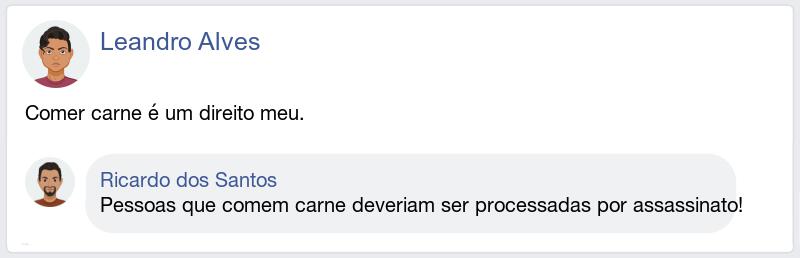 Leandro Alves
Comer carne é um direito meu.
Ricardo dos Santos
Pessoas que comem carne deveriam ser processadas por assassinato!